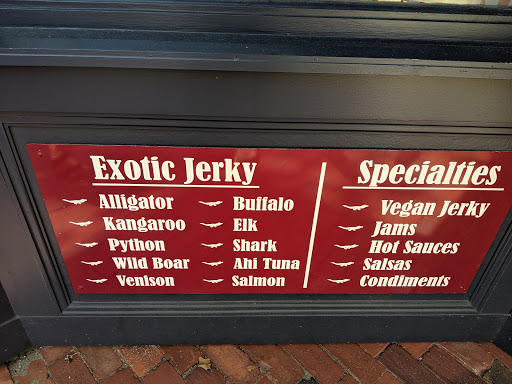 Exotic Jerky
Alligator
Kangaroo
Python
Wild Boar
Venison
Buffalo
Elk
Shark
Ahi Tuna
Salmon
Specialties
Vegan Jerky
Jams
Hot Sauces
Salsas
Condiments